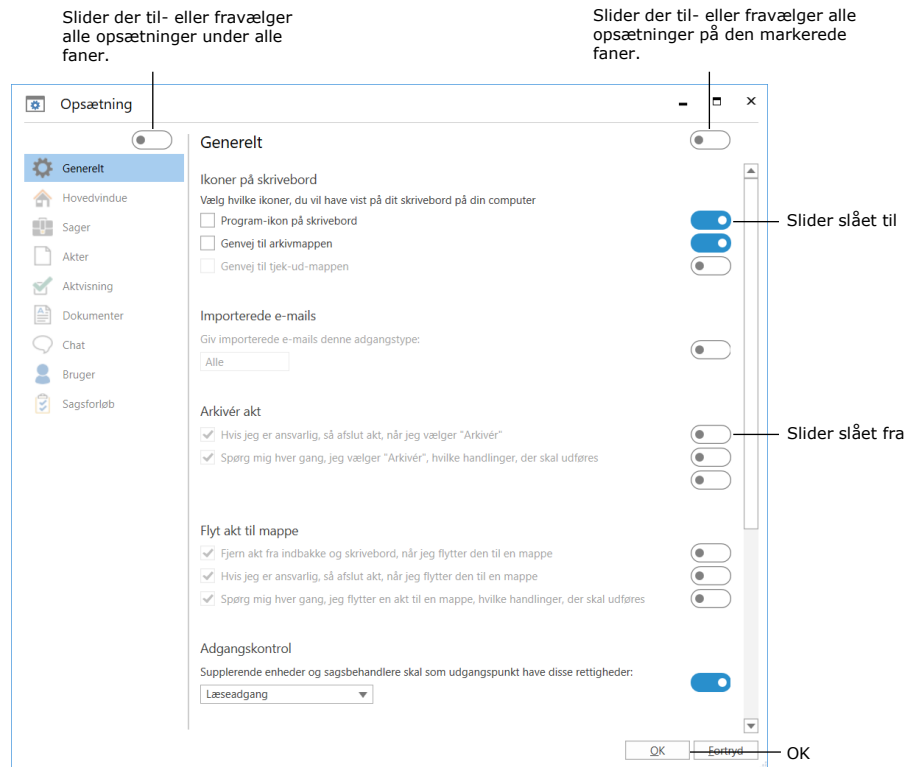 Slider der til- eller fravælger
alle opsætninger under alle
faner.
Slider der til- eller fravælger alle
opsætninger på den markerede
faner.
Opsætning
Generelt
Hovedvindue
Sager
Akter
Aktvisning
Dokumenter
Chat
Bruger
Sagsforløb
Generelt
Ikoner på skrivebord
Vælg hvilke ikoner, du vil have vist på dit skrivebord på din computer
Program-ikon på skrivebord
Slider slået til
Genvej til arkivmappen
Genvej til tjek-ud-mappen
Importerede e-mails
Giv importerede e-mails denne adgangstype:
Alle
Arkivér akt
Hvis jeg er ansvarlig, så afslut akt, når jeg vælger "Arkivér"
Slider slået fra
Spørg mig hver gang, jeg vælger "Arkivér", hvilke handlinger, der skal udføres
Flyt akt til mappe
Fjern akt fra indbakke og skrivebord, når jeg flytter den til en mappe
Hvis jeg er ansvarlig, så afslut akt, når jeg flytter den til en mappe
Spørg mig hver gang, jeg flytter en akt til en mappe, hvilke handlinger, der skal udføres
Adgangskontrol
Supplerende enheder og sagsbehandlere skal som udgangspunkt have disse rettigheder:
Læseadgang
OK
Fortryd
OK